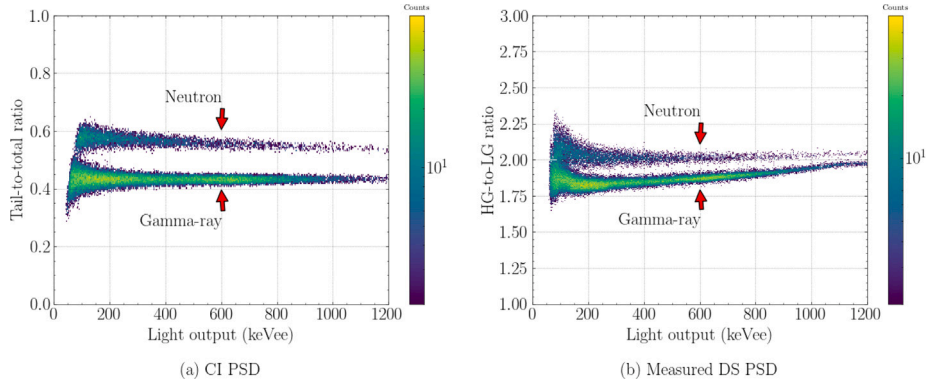 Counts
1.0
0.8
0.6
0.4
0.2
0.0
Tail-to-total ratio
Neutron
Gamma-ray
0 200 400 600 800 1000 1200
Light output (keVee)
10¹
(a) CI PSD
Counts
3.00
2.75
2.50
2.25
2.00
1.75
1.50
1.25
1.00
HG-to-LG ratio
Neutron
Gamma-ray
0 200 400 600 800 1000 1200
Light output (keVee)
10¹
(b) Measured DS PSD